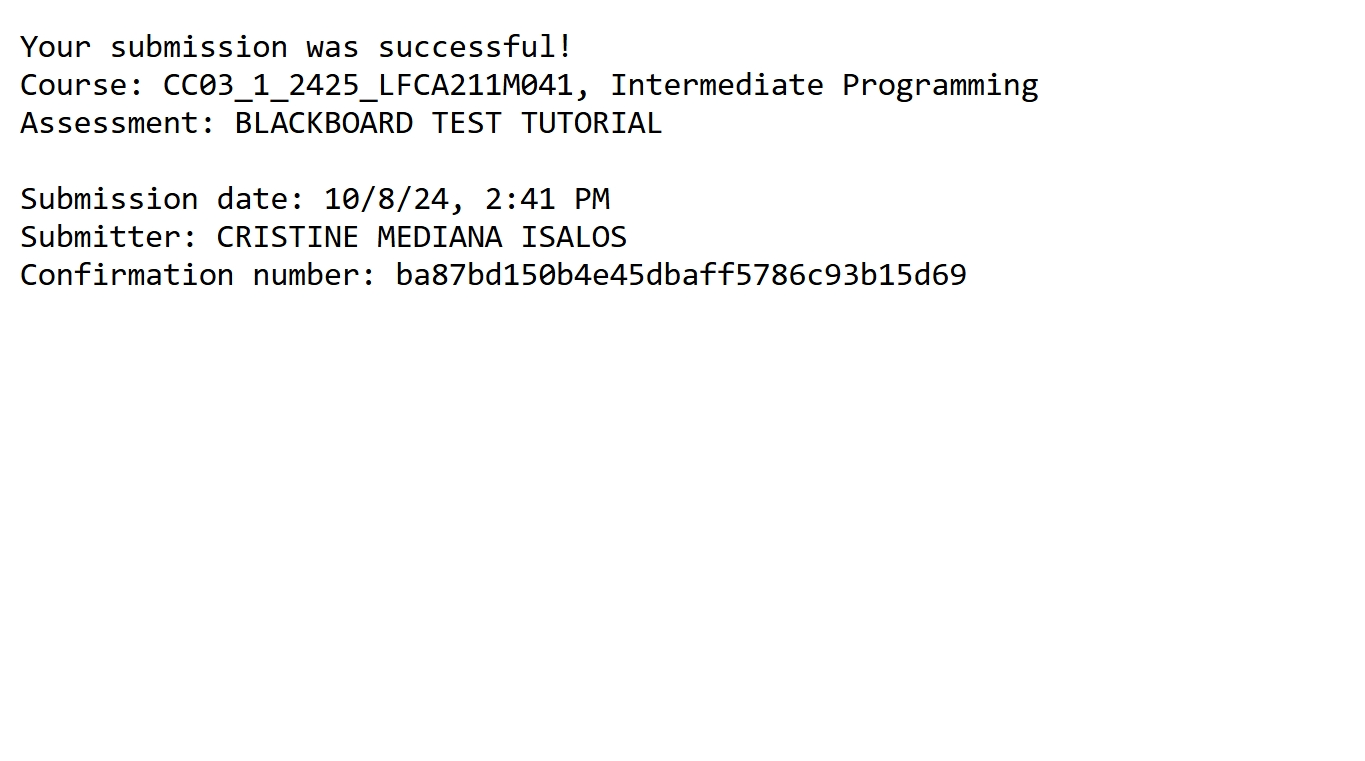 Your submission was successful!
Course: CC03_1_2425_LFCA211M041, Intermediate Programming
Assessment: BLACKBOARD TEST TUTORIAL
Submission date: 10/8/24, 2:41 PM
Submitter: CRISTINE MEDIANA ISALOS
Confirmation number: ba87bd150b4e45dbaff5786c93b15d69